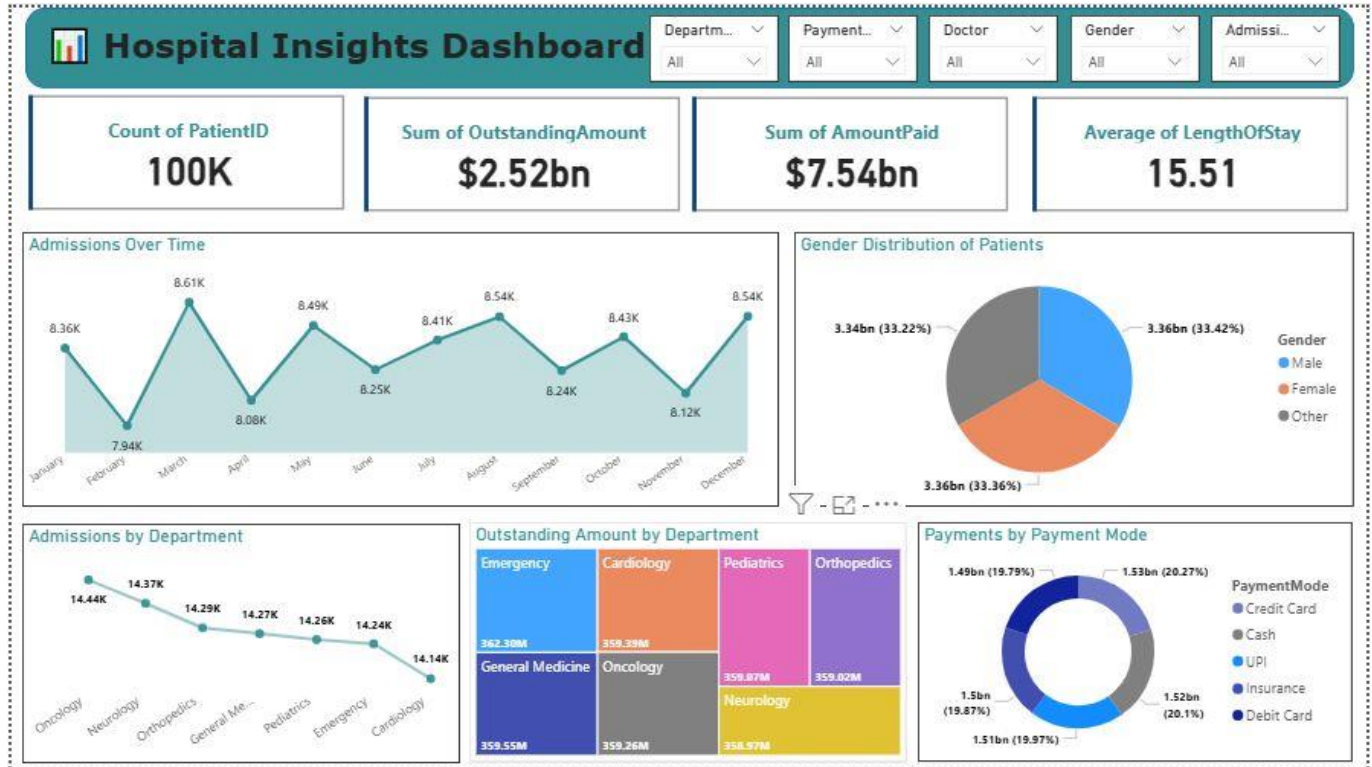 Hospital Insights Dashboard
Departm...
All
Payment...
All
Doctor
All
Gender
All
Admissi...
All
Count of PatientID
100K
Sum of OutstandingAmount
$2.52bn
Sum of AmountPaid
$7.54bn
Average of LengthOfStay
15.51
Admissions Over Time
8.36K
7.94K
8.61K
8.08K
8.49K
8.25K
8.41K
8.54K
8.24K
8.43K
8.12K
8.54K
January
February
March
April
May
June
July
August
September
October
November
December
Gender Distribution of Patients
3.34bn (33.22%)
3.36bn (33.42%)
3.36bn (33.36%)
Gender
Male
Female
Other
Admissions by Department
14.44K
14.37K
14.29K
14.27K
14.26K
14.24K
14.14K
Oncology
Neurology
Orthopedics
General Me...
Pediatrics
Emergency
Cardiology
Outstanding Amount by Department
Emergency
362.30M
Cardiology
359.39M
Pediatrics
359.07M
Orthopedics
359.02M
General Medicine
359.55M
Oncology
359.26M
Neurology
358.97M
Payments by Payment Mode
1.49bn (19.79%)
1.53bn (20.27%)
1.5bn
(19.87%)
1.52bn
(20.1%)
1.51bn (19.97%)
PaymentMode
Credit Card
Cash
UPI
Insurance
Debit Card